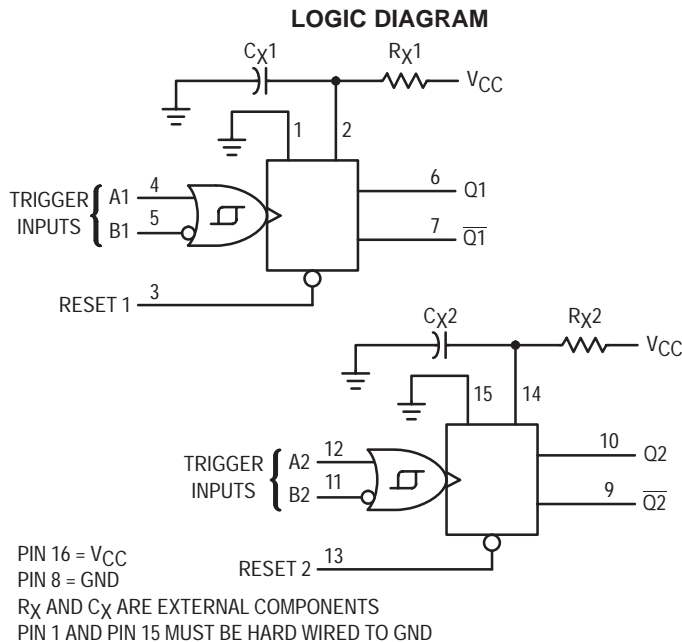 LOGIC DIAGRAM
CX1
RX1
VCC
1
2
TRIGGER
INPUTS
A1
4
B1
5
6
Q1
7
Q1
RESET 1
3
CX2
RX2
VCC
15
14
TRIGGER
INPUTS
A2
12
B2
11
10
Q2
9
Q2
RESET 2
13
PIN 16 = VCC
PIN 8 = GND
RX AND CX ARE EXTERNAL COMPONENTS
PIN 1 AND PIN 15 MUST BE HARD WIRED TO GND